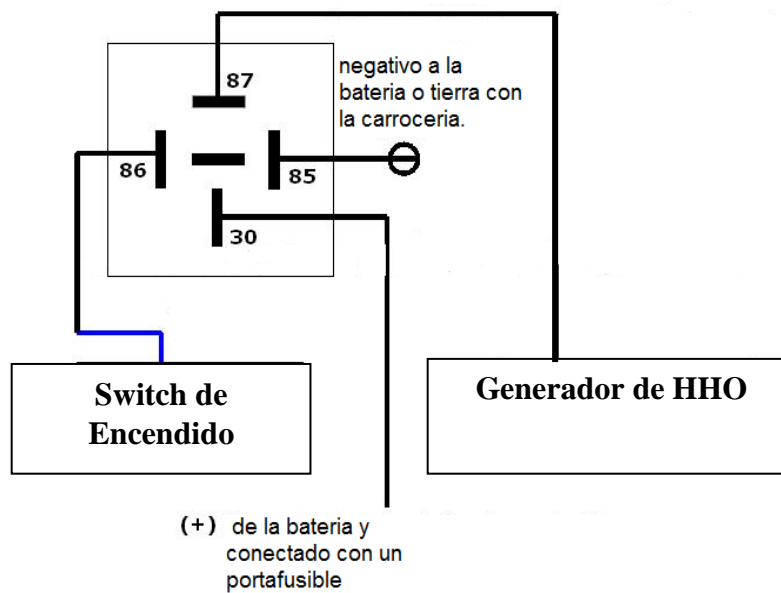 87
negativo a la
bateria o tierra con
la carroceria.
86
85
30
Switch de
Encendido
Generador de HHO
(+) de la bateria y
conectado con un
portafusible